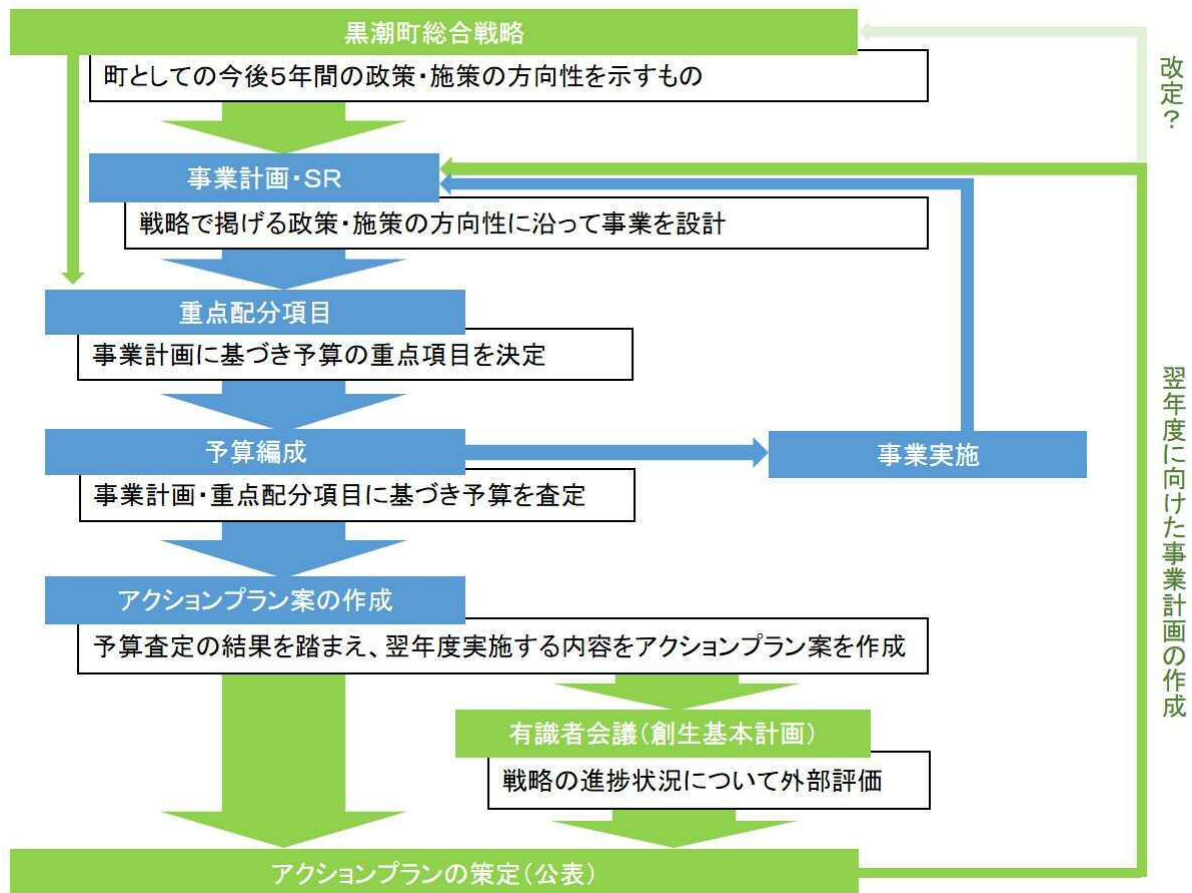 黒潮町総合戦略
町としての今後5年間の政策・施策の方向性を示すもの
改定?
事業計画・SR
戦略で掲げる政策・施策の方向性に沿って事業を設計
重点配分項目
事業計画に基づき予算の重点項目を決定
予算編成
事業実施
事業計画・重点配分項目に基づき予算を査定
翌年度に向けた事業計画の作成
アクションプラン案の作成
予算査定の結果を踏まえ、翌年度実施する内容をアクションプラン案を作成
有識者会議(創生基本計画)
戦略の進捗状況について外部評価
アクションプランの策定(公表)